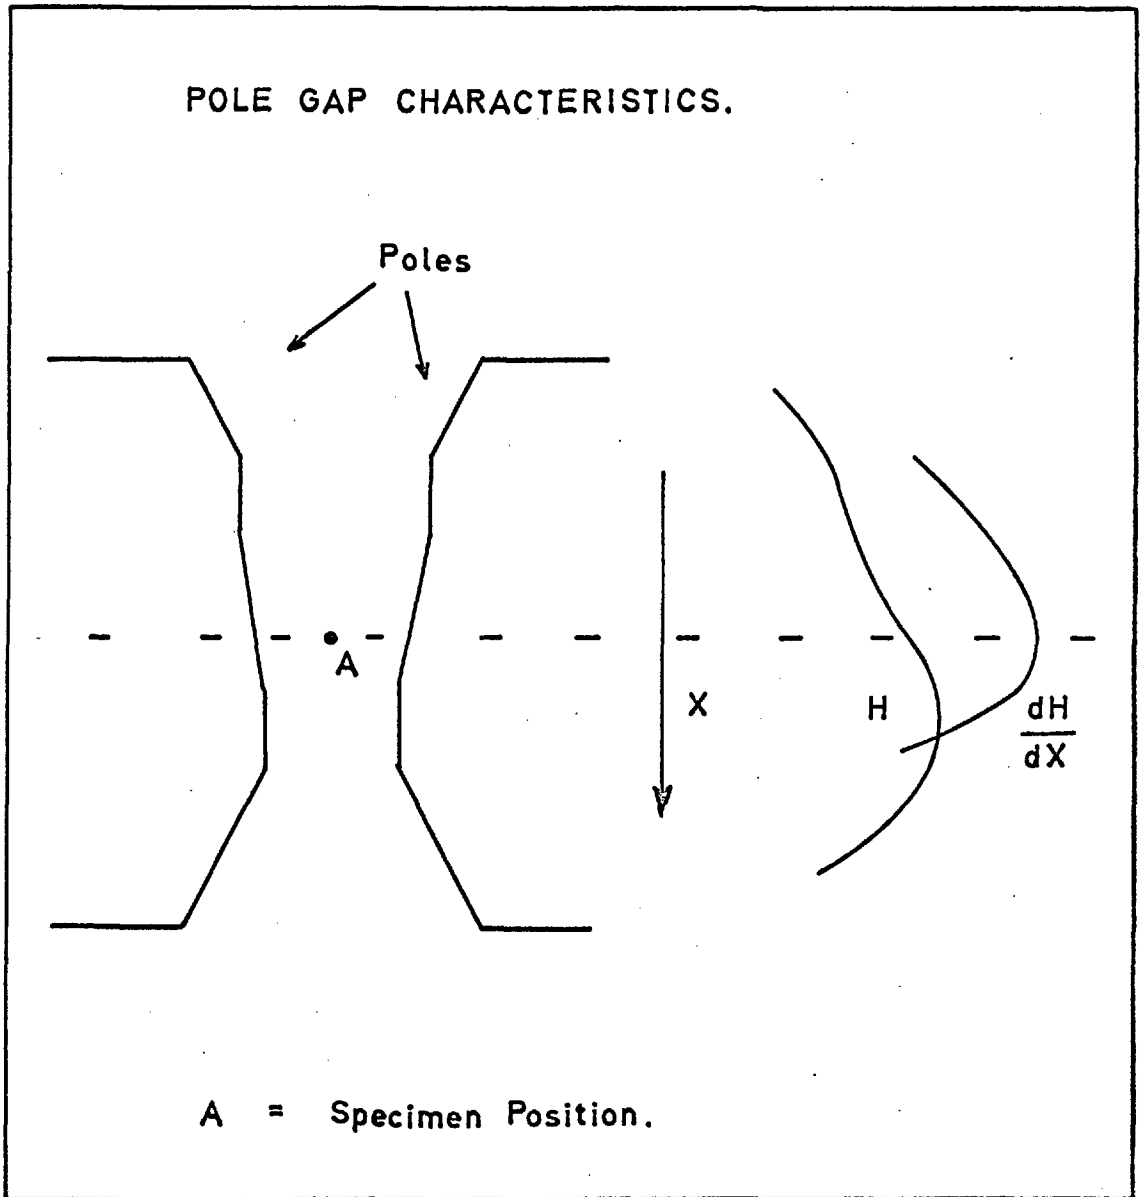 POLE GAP CHARACTERISTICS.
Poles
A
X
H
dH
dX
A = Specimen Position.